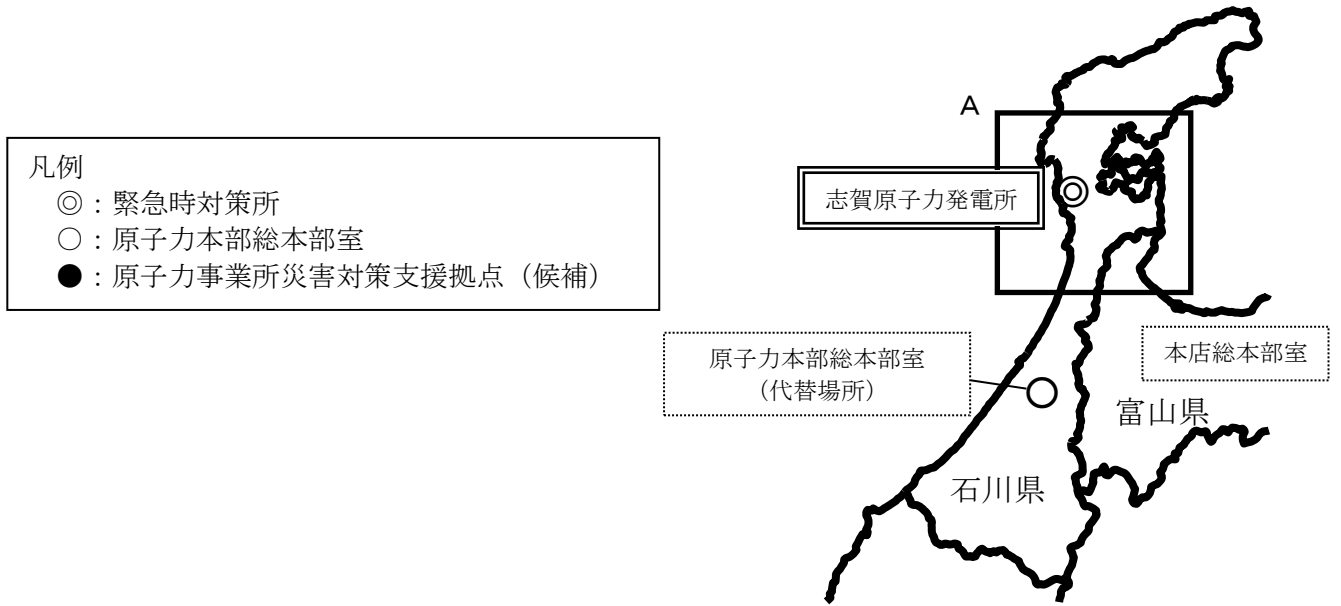 凡例
◎：緊急時対策所
○：原子力本部総本部室
●：原子力事業所災害対策支援拠点（候補）
A
志賀原子力発電所
原子力本部総本部室
（代替場所）
本店総本部室
富山県
石川県